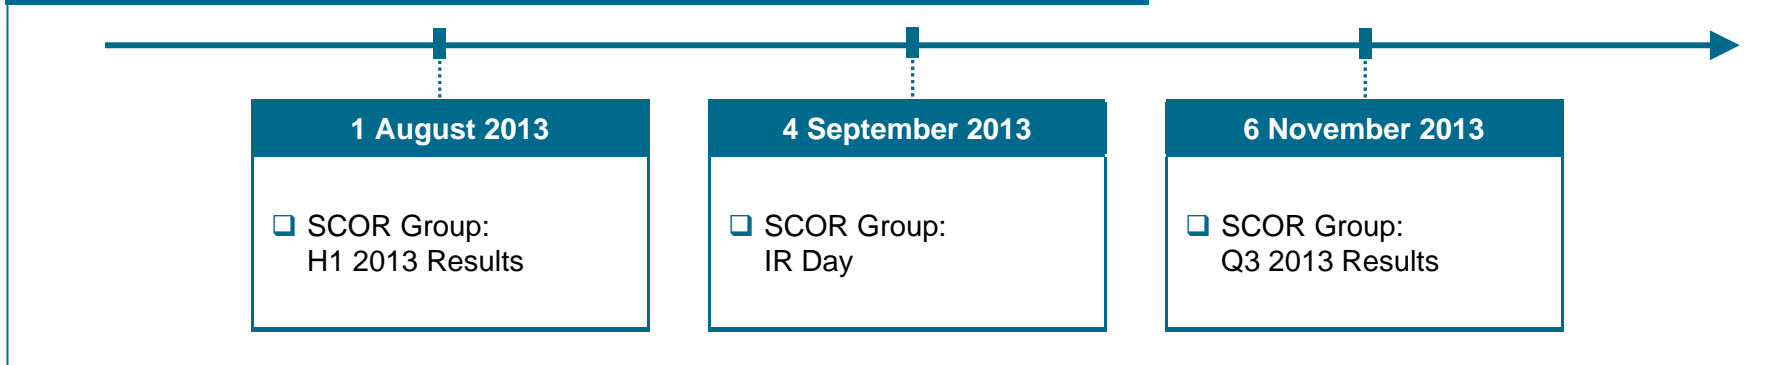 1 August 2013
SCOR Group:
H1 2013 Results
4 September 2013
SCOR Group:
IR Day
6 November 2013
SCOR Group:
Q3 2013 Results